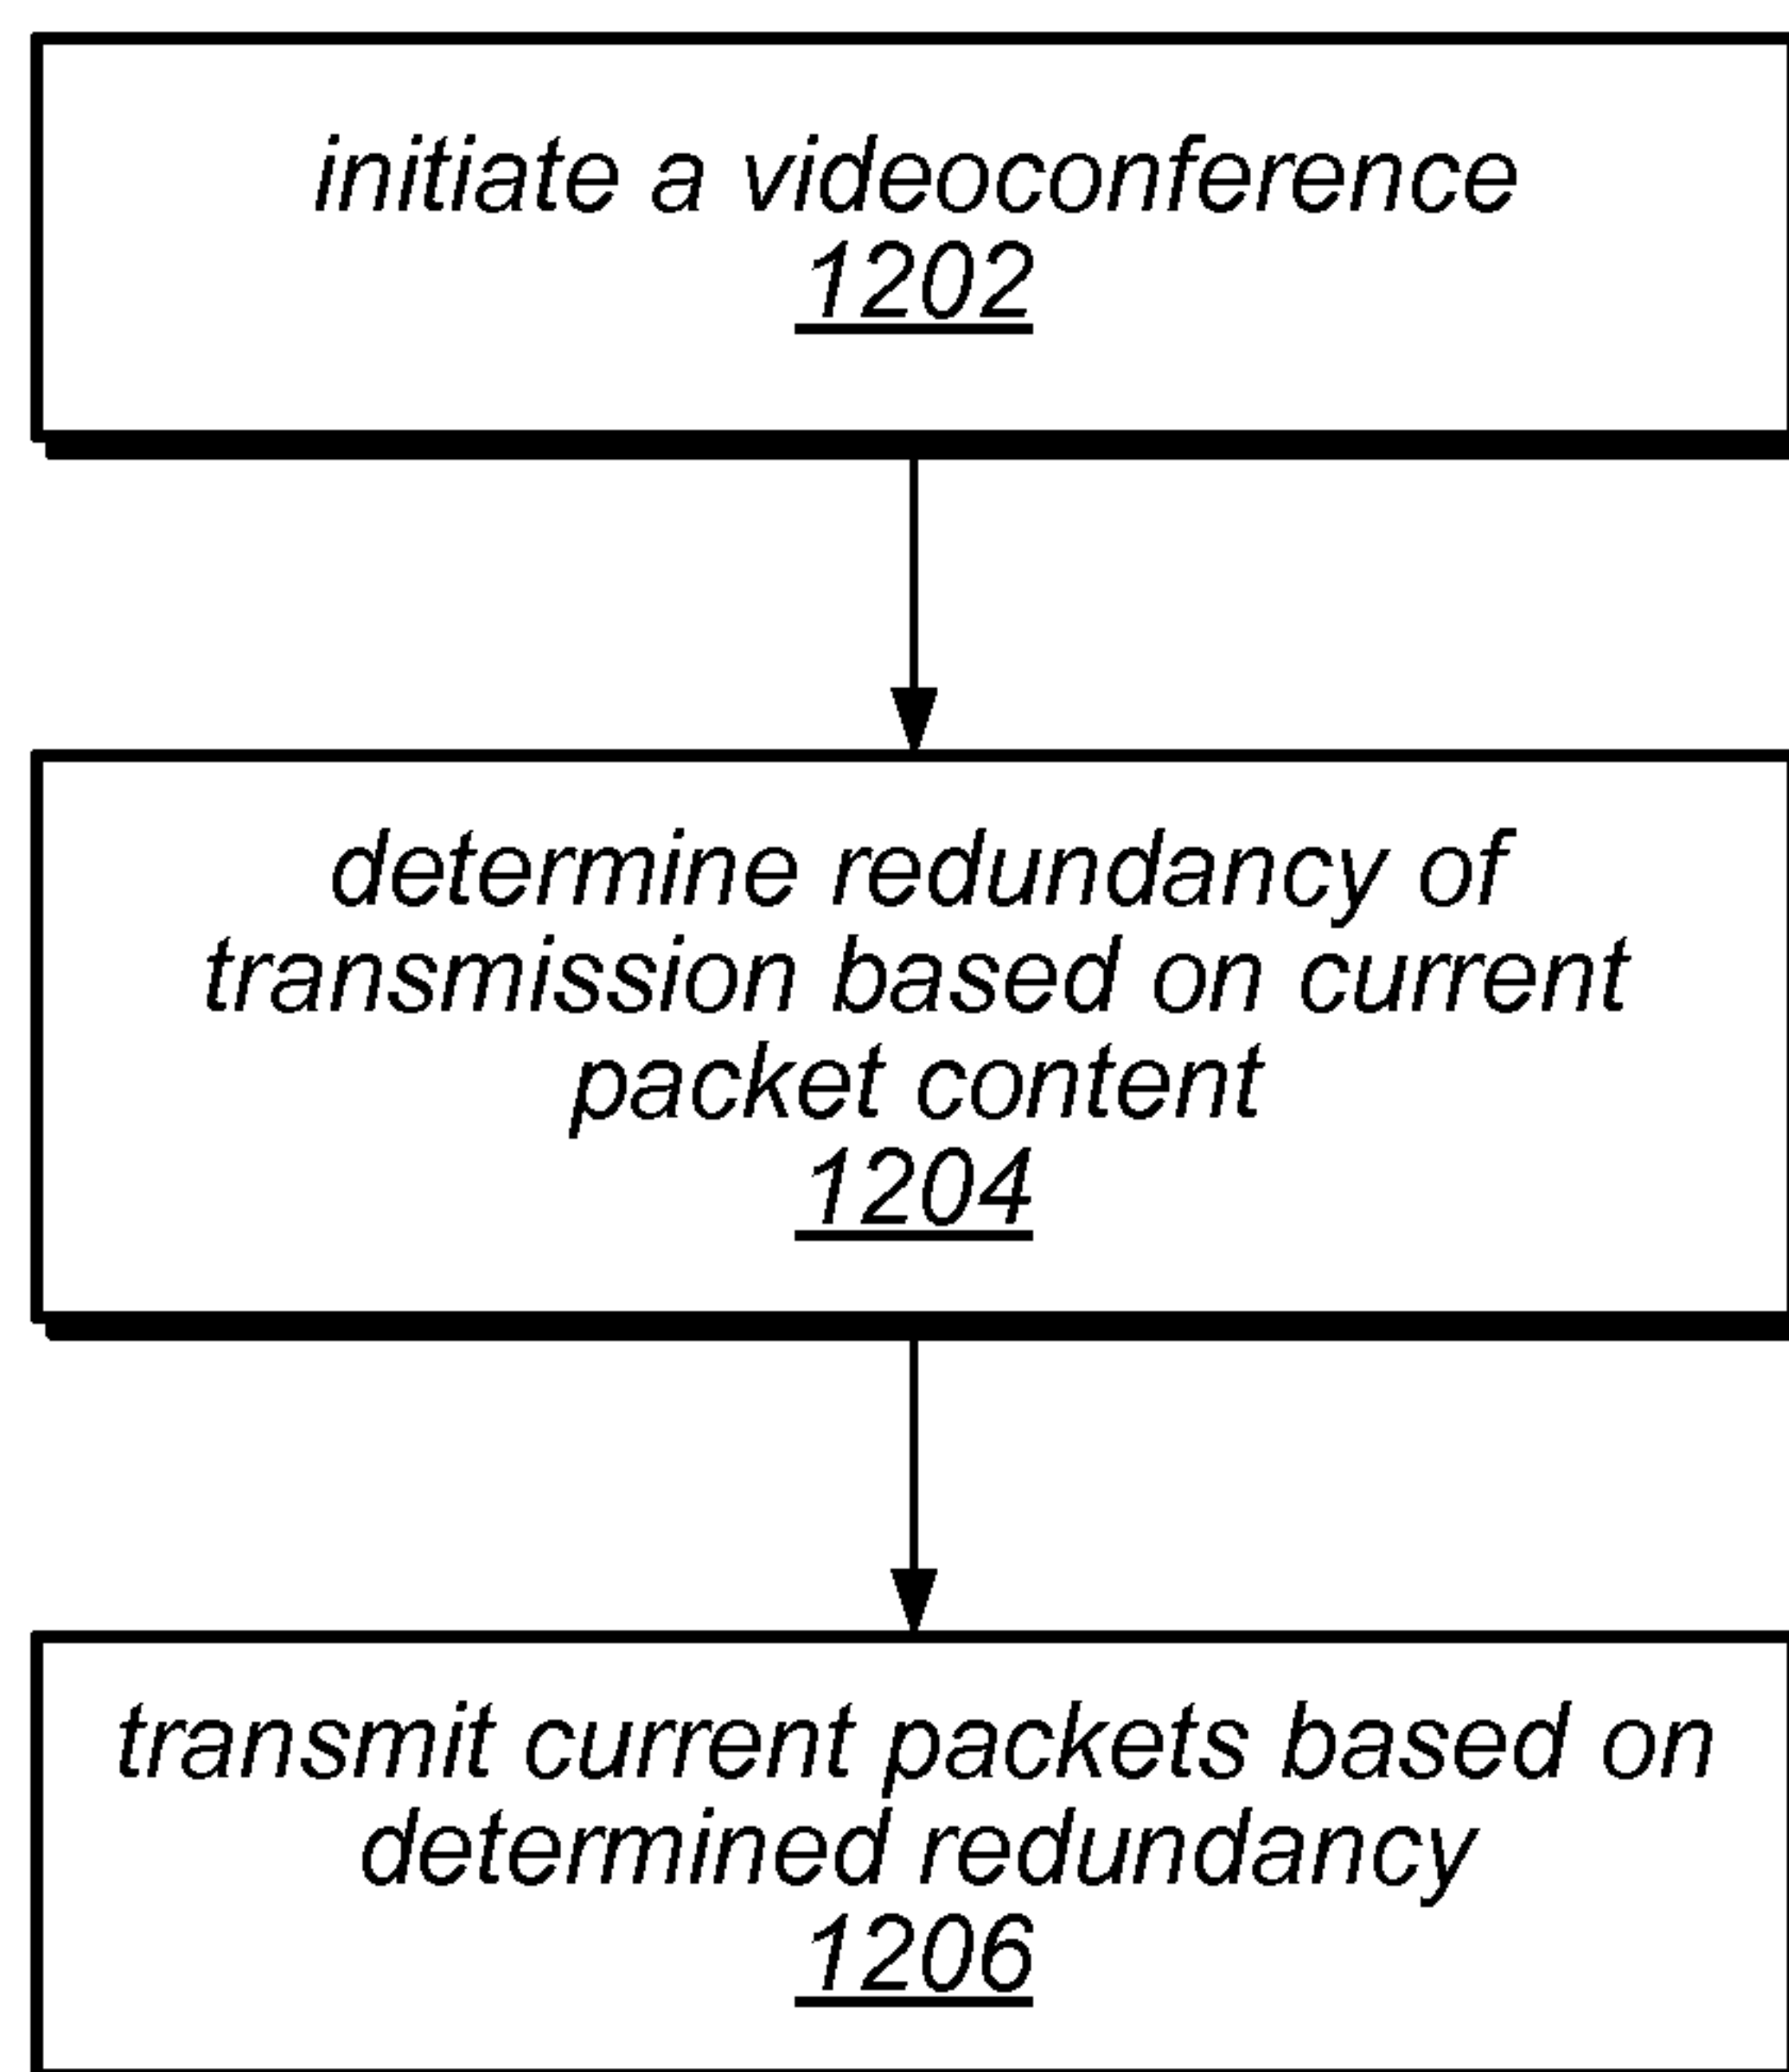 initiate a videoconference
1202
determine redundancy of
transmission based on current
packet content
1204
transmit current packets based on
determined redundancy
1206